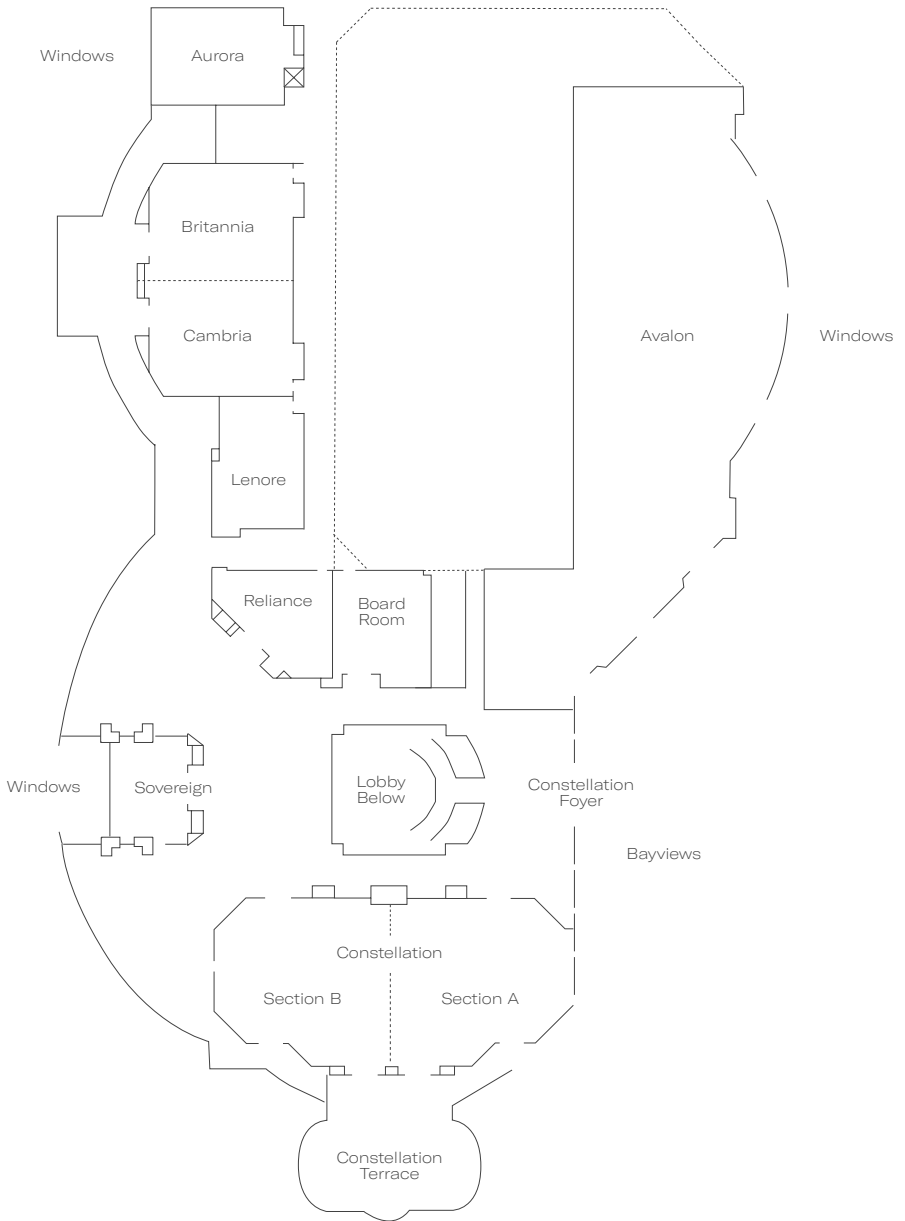 Windows
Aurora
Britannia
Cambria
Avalon
Windows
Lenore
Reliance
Board
Room
Windows
Sovereign
Lobby
Below
Constellation
Foyer
Bayviews
Constellation
Section B
Section A
Constellation
Terrace